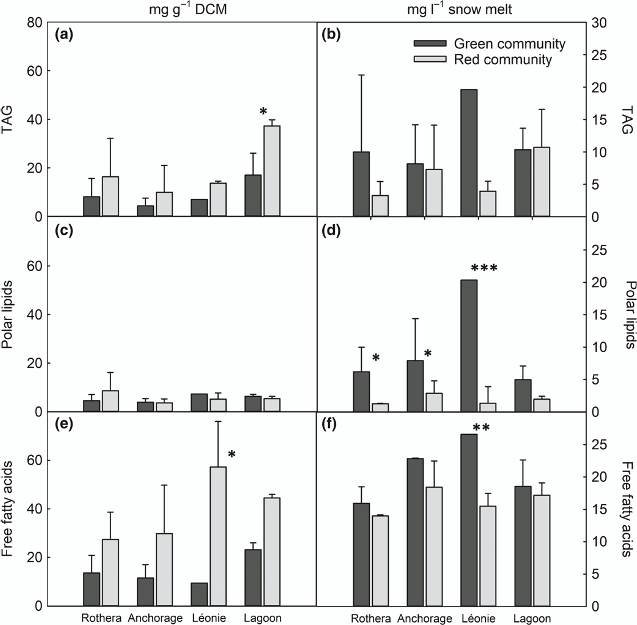 mg g⁻¹ DCM
mg l⁻¹ snow melt
(a)
80
60
40
20
0
TAG
*
(b)
Green community
Red community
30
25
20
15
10
5
0
TAG
(c)
60
40
20
0
Polar lipids
(d)
*
*
***
25
20
15
10
5
0
Polar lipids
(e)
60
40
20
0
Free fatty acids
*
(f)
**
25
20
15
10
5
0
Free fatty acids
Rothera Anchorage Léonie Lagoon
Rothera Anchorage Léonie Lagoon